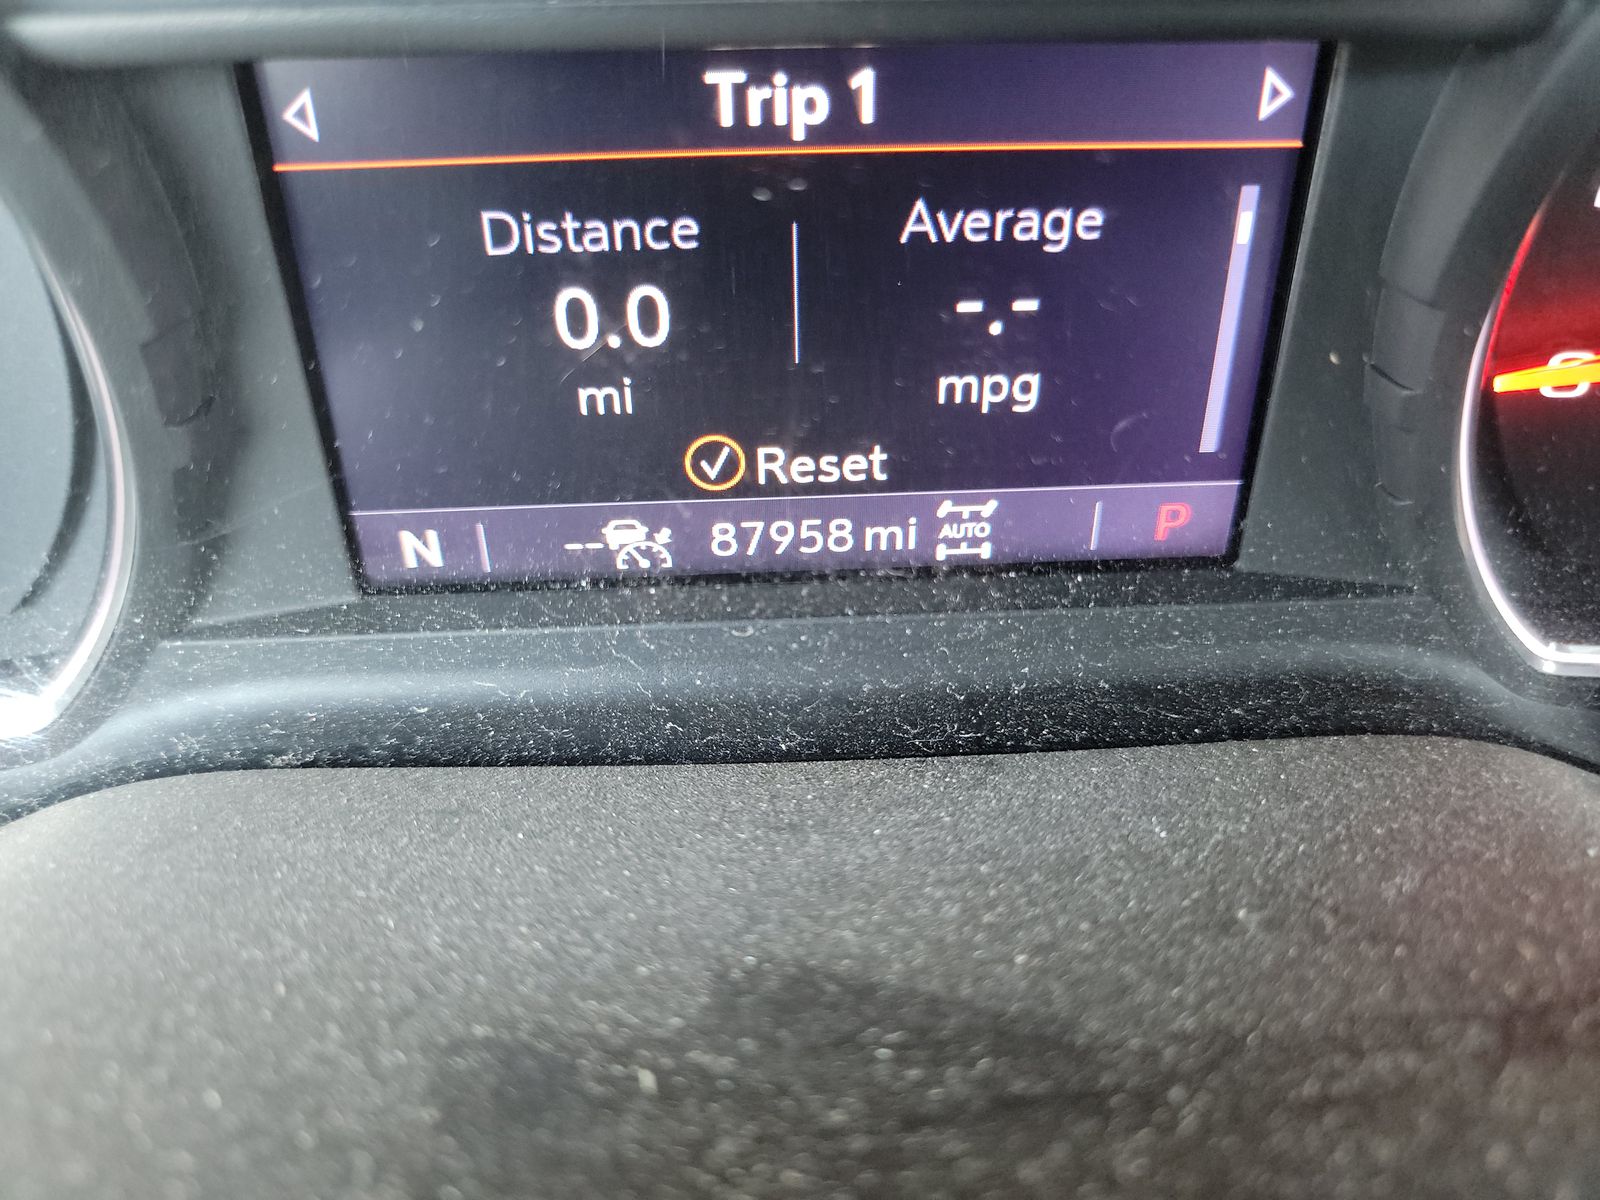 Trip 1
Distance Average
0.0 -.-
mi mpg
Reset
N -- 87958 mi AUTO P